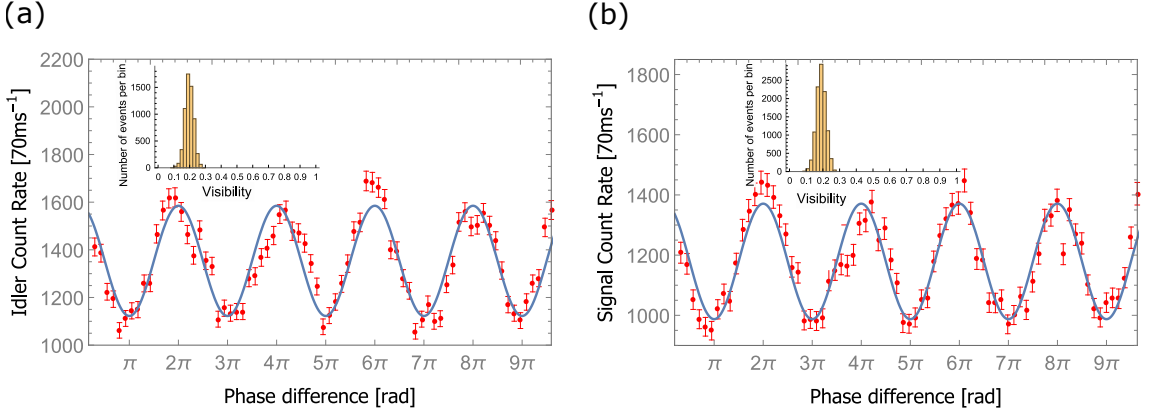 (a)
Idler Count Rate [70ms⁻¹]
2200
2000
1800
1600
1400
1200
1000
π 2π 3π 4π 5π 6π 7π 8π 9π
Phase difference [rad]
Number of events per bin
1500
1000
500
0
0 0.1 0.2 0.3 0.4 0.5 0.6 0.7 0.8 0.9 1
Visibility
(b)
Signal Count Rate [70ms⁻¹]
1800
1600
1400
1200
1000
π 2π 3π 4π 5π 6π 7π 8π 9π
Phase difference [rad]
Number of events per bin
2500
2000
1500
1000
500
0
0 0.1 0.2 0.3 0.4 0.5 0.6 0.7 0.8 0.9 1
Visibility